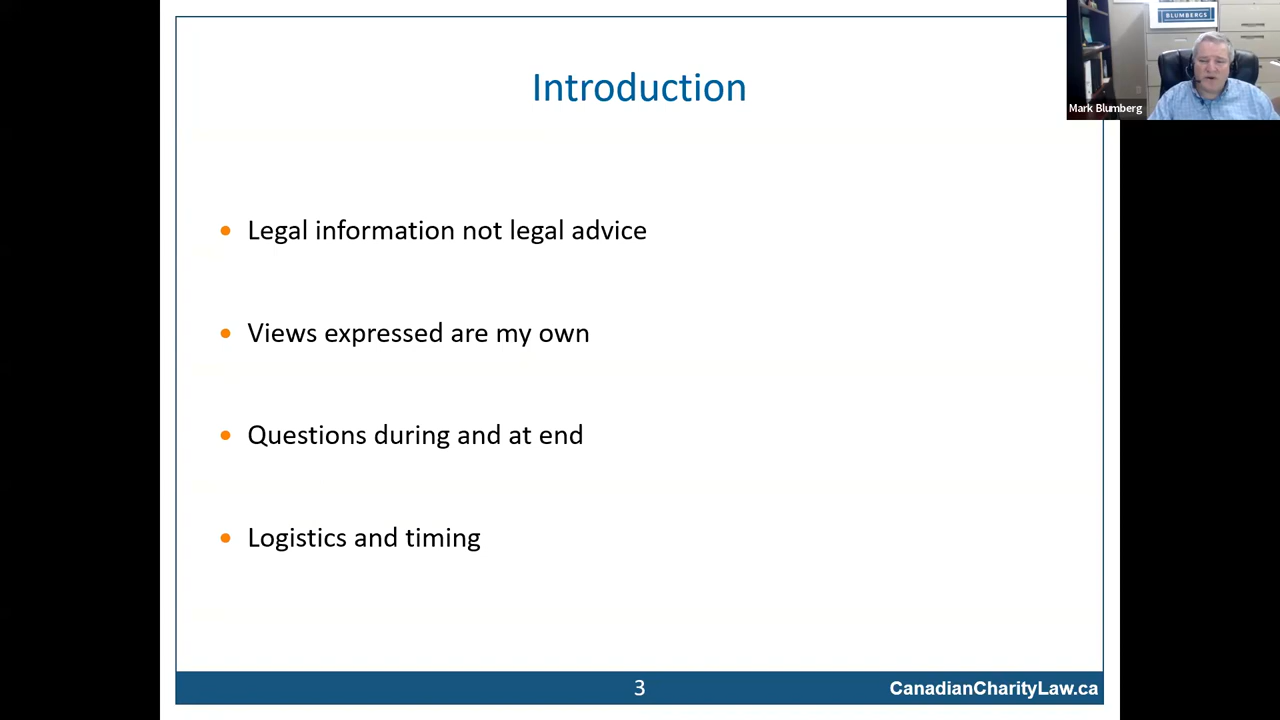 BLUMBERGS
Mark Blumberg
Introduction
Legal information not legal advice
Views expressed are my own
Questions during and at end
Logistics and timing
3
CanadianCharityLaw.ca